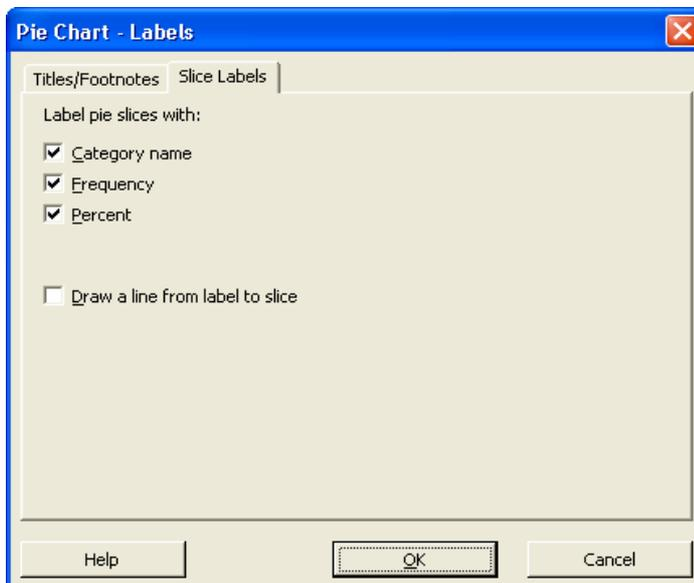 Pie Chart - Labels
Titles/Footnotes Slice Labels
Label pie slices with:
Category name
Frequency
Percent
Draw a line from label to slice
Help OK Cancel